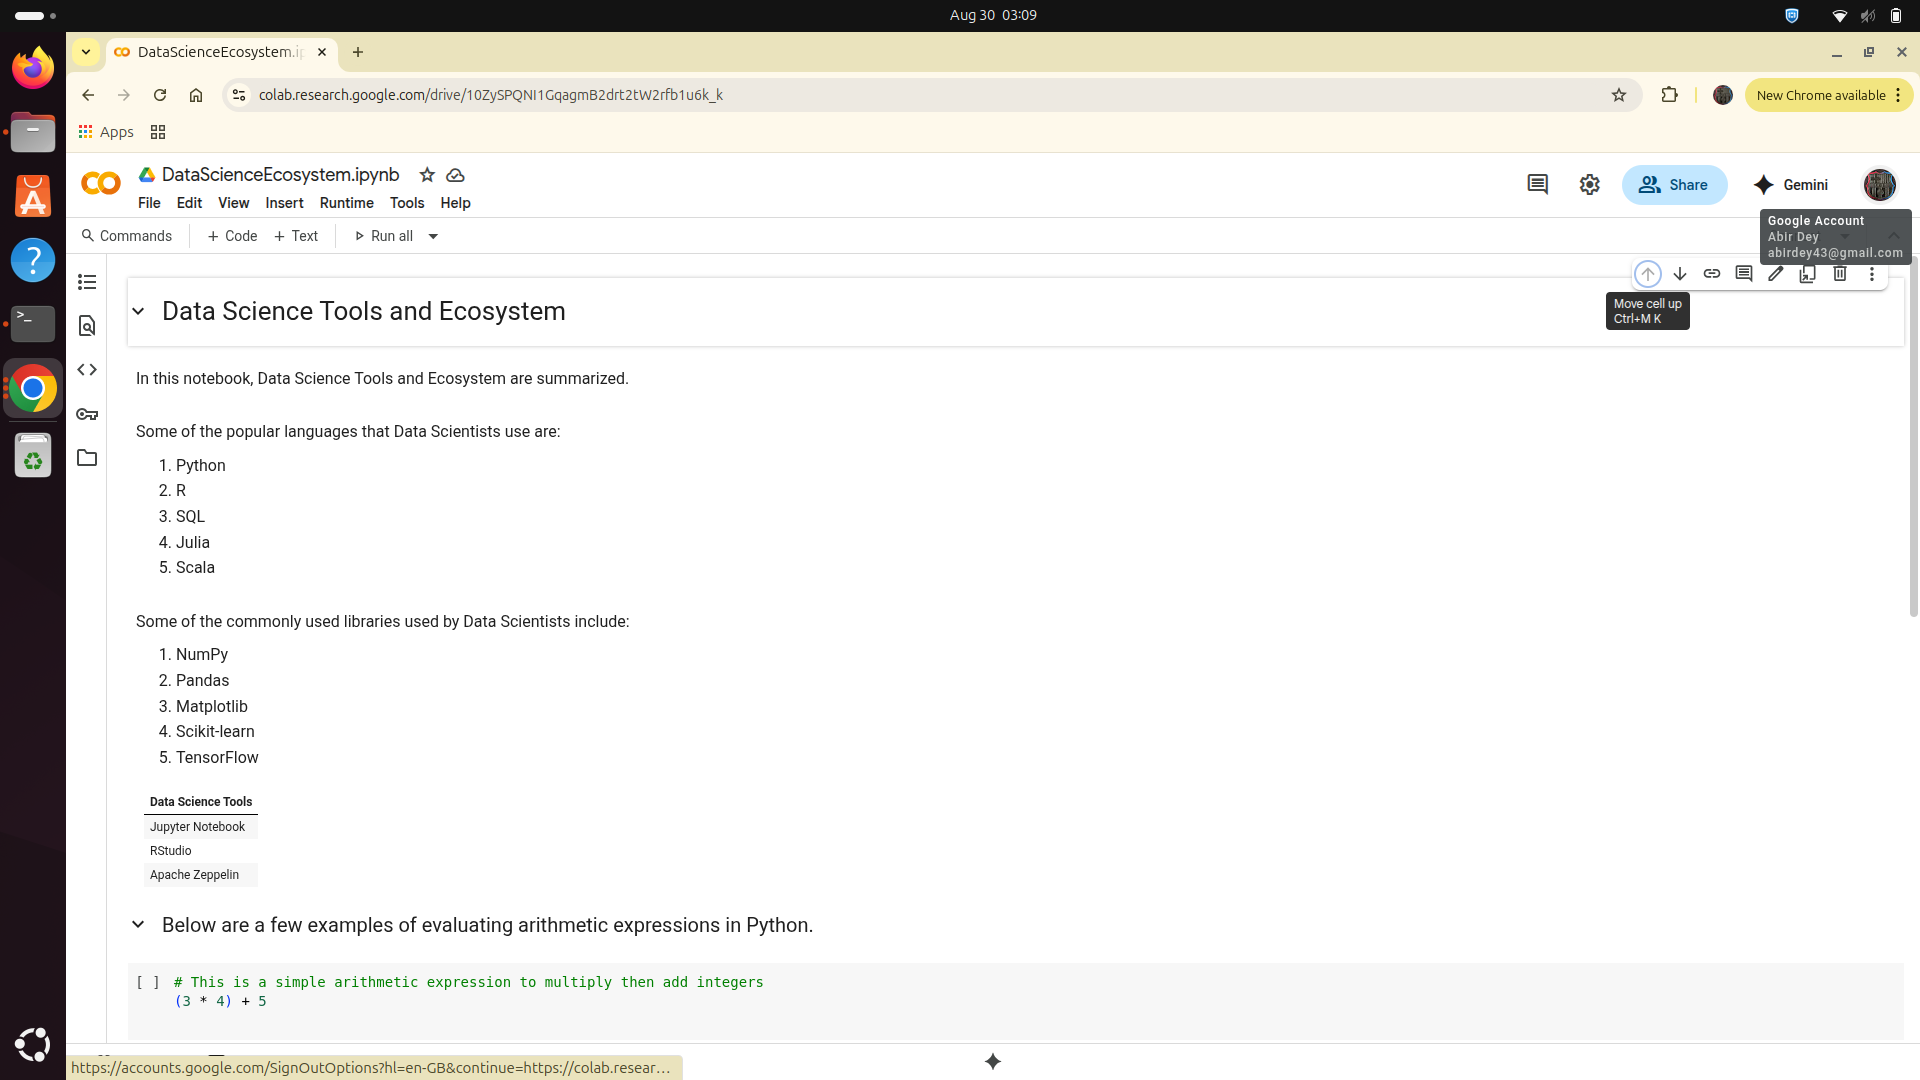 Aug 30 03:09
DataScienceEcosystem.i
colab.research.google.com/drive/10ZySPQNI1GqagmB2drt2tW2rfb1u6k_k
New Chrome available
Apps
DataScienceEcosystem.ipynb
File Edit View Insert Runtime Tools Help
Share
Gemini
Commands + Code + Text Run all
Google Account
Abir Dey
abirdey43@gmail.com
Move cell up
Ctrl+M K
Data Science Tools and Ecosystem
In this notebook, Data Science Tools and Ecosystem are summarized.
Some of the popular languages that Data Scientists use are:
1. Python
2. R
3. SQL
4. Julia
5. Scala
Some of the commonly used libraries used by Data Scientists include:
1. NumPy
2. Pandas
3. Matplotlib
4. Scikit-learn
5. TensorFlow
Data Science Tools
Jupyter Notebook
RStudio
Apache Zeppelin
Below are a few examples of evaluating arithmetic expressions in Python.
[ ] # This is a simple arithmetic expression to multiply then add integers
(3 * 4) + 5
https://accounts.google.com/SignOutOptions?hl=en-GB&continue=https://colab.resear…